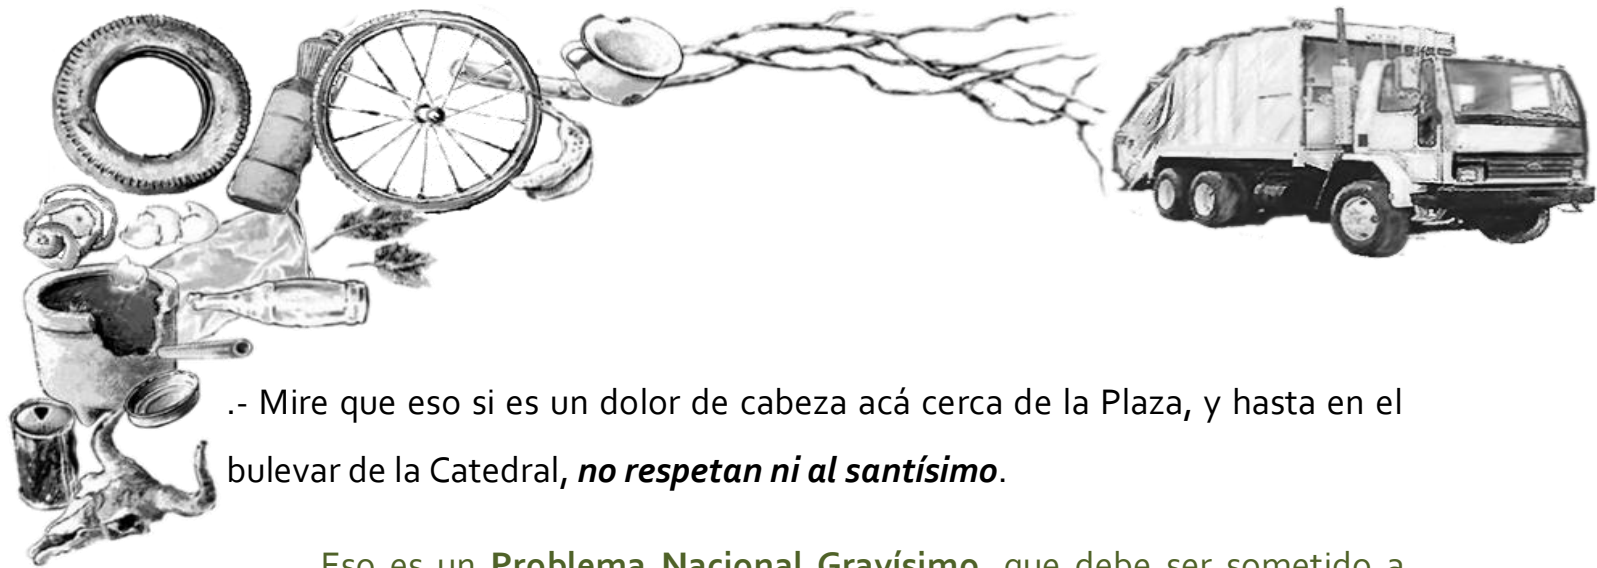 .- Mire que eso si es un dolor de cabeza acá cerca de la Plaza, y hasta en el
bulevar de la Catedral, no respetan ni al santísimo.
Eso es un Problema Nacional Gravísimo, que debe ser sometido a